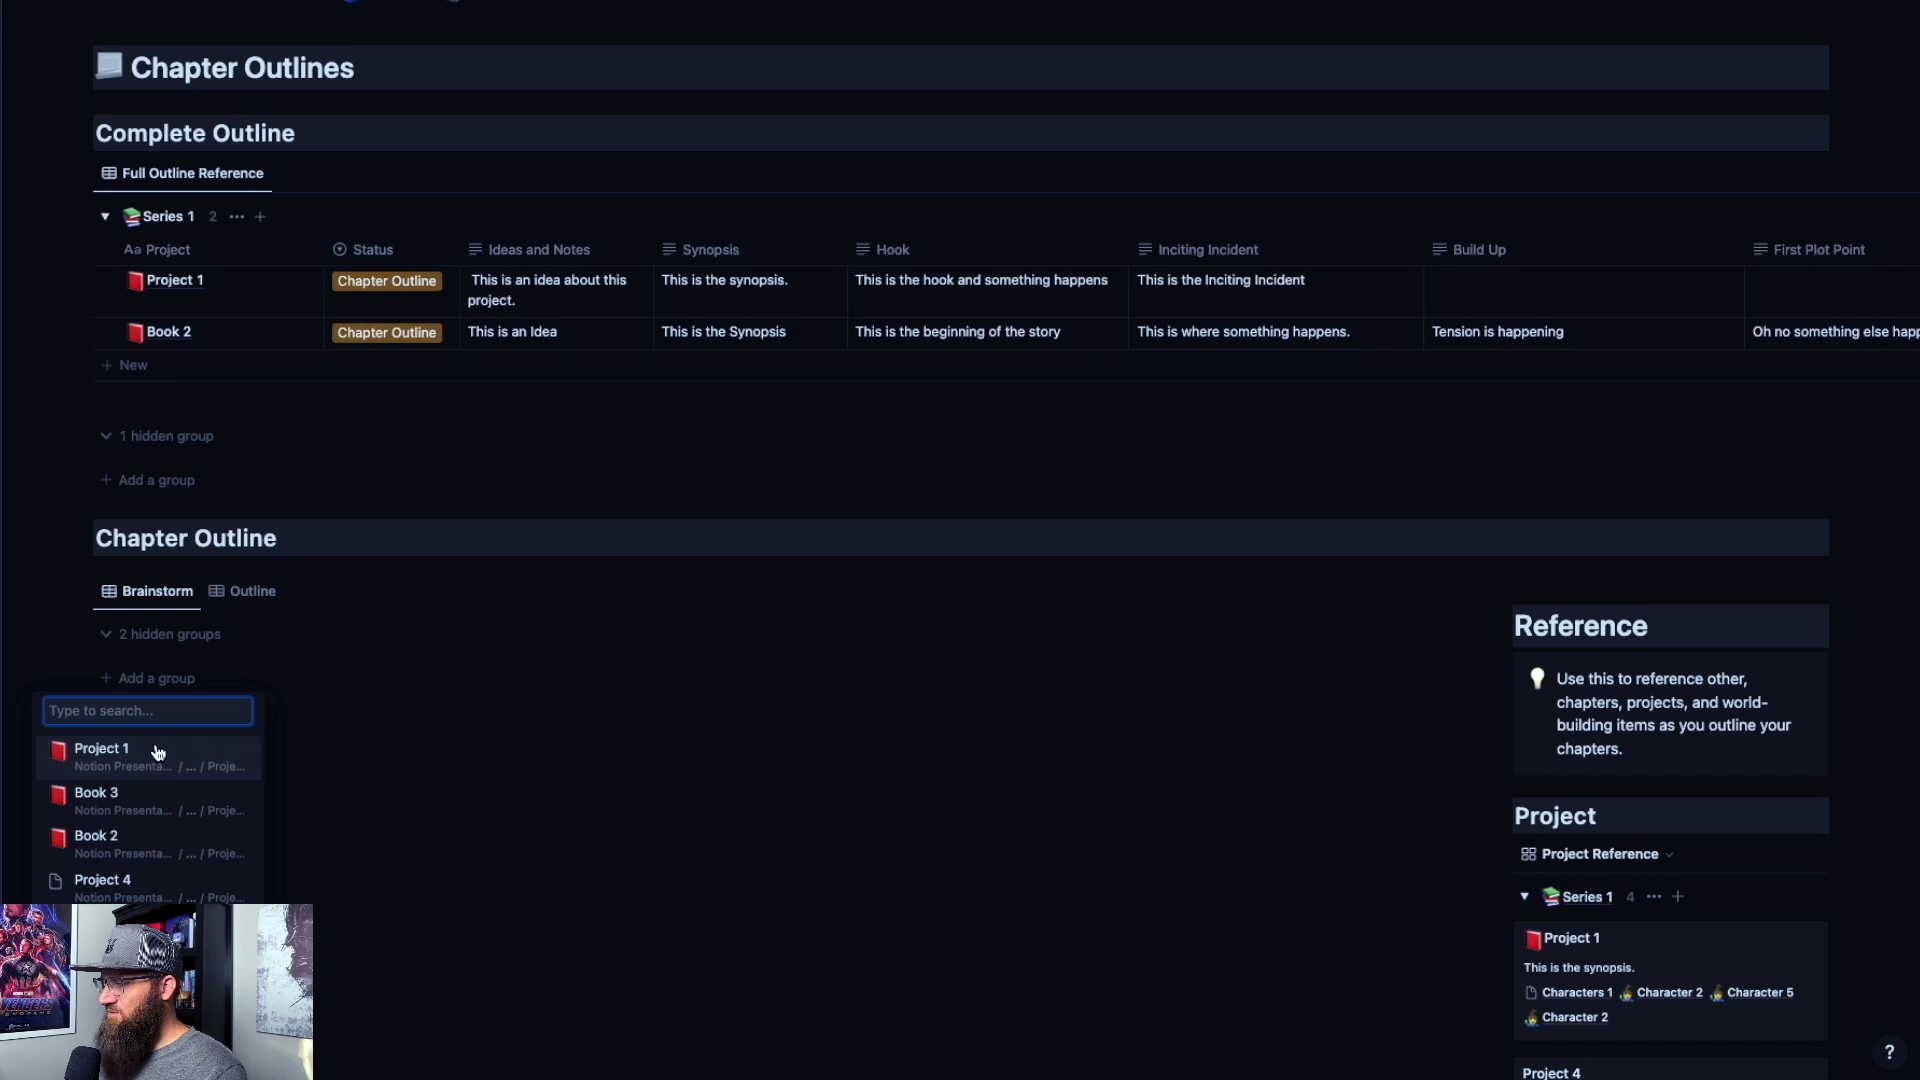 Chapter Outlines
Complete Outline
Full Outline Reference
Series 1 2 ••• +
Aa Project Status Ideas and Notes Synopsis Hook Inciting Incident Build Up First Plot Point
Project 1 Chapter Outline This is an idea about this This is the synopsis. This is the hook and something happens This is the Inciting Incident
project.
Book 2 Chapter Outline This is an Idea This is the Synopsis This is the beginning of the story This is where something happens. Tension is happening Oh no something else happ
+ New
1 hidden group
+ Add a group
Chapter Outline
Brainstorm Outline
2 hidden groups
+ Add a group
Type to search...
Project 1
Notion Presenta... / ... / Proje...
Book 3
Notion Presenta... / ... / Proje...
Book 2
Notion Presenta... / ... / Proje...
Project 4
Notion Presenta... / ... / Proje...
Reference
Use this to reference other,
chapters, projects, and world-
building items as you outline your
chapters.
Project
Project Reference
Series 1 4 ••• +
Project 1
This is the synopsis.
Characters 1 Character 2 Character 5
Character 2
Project 4
?